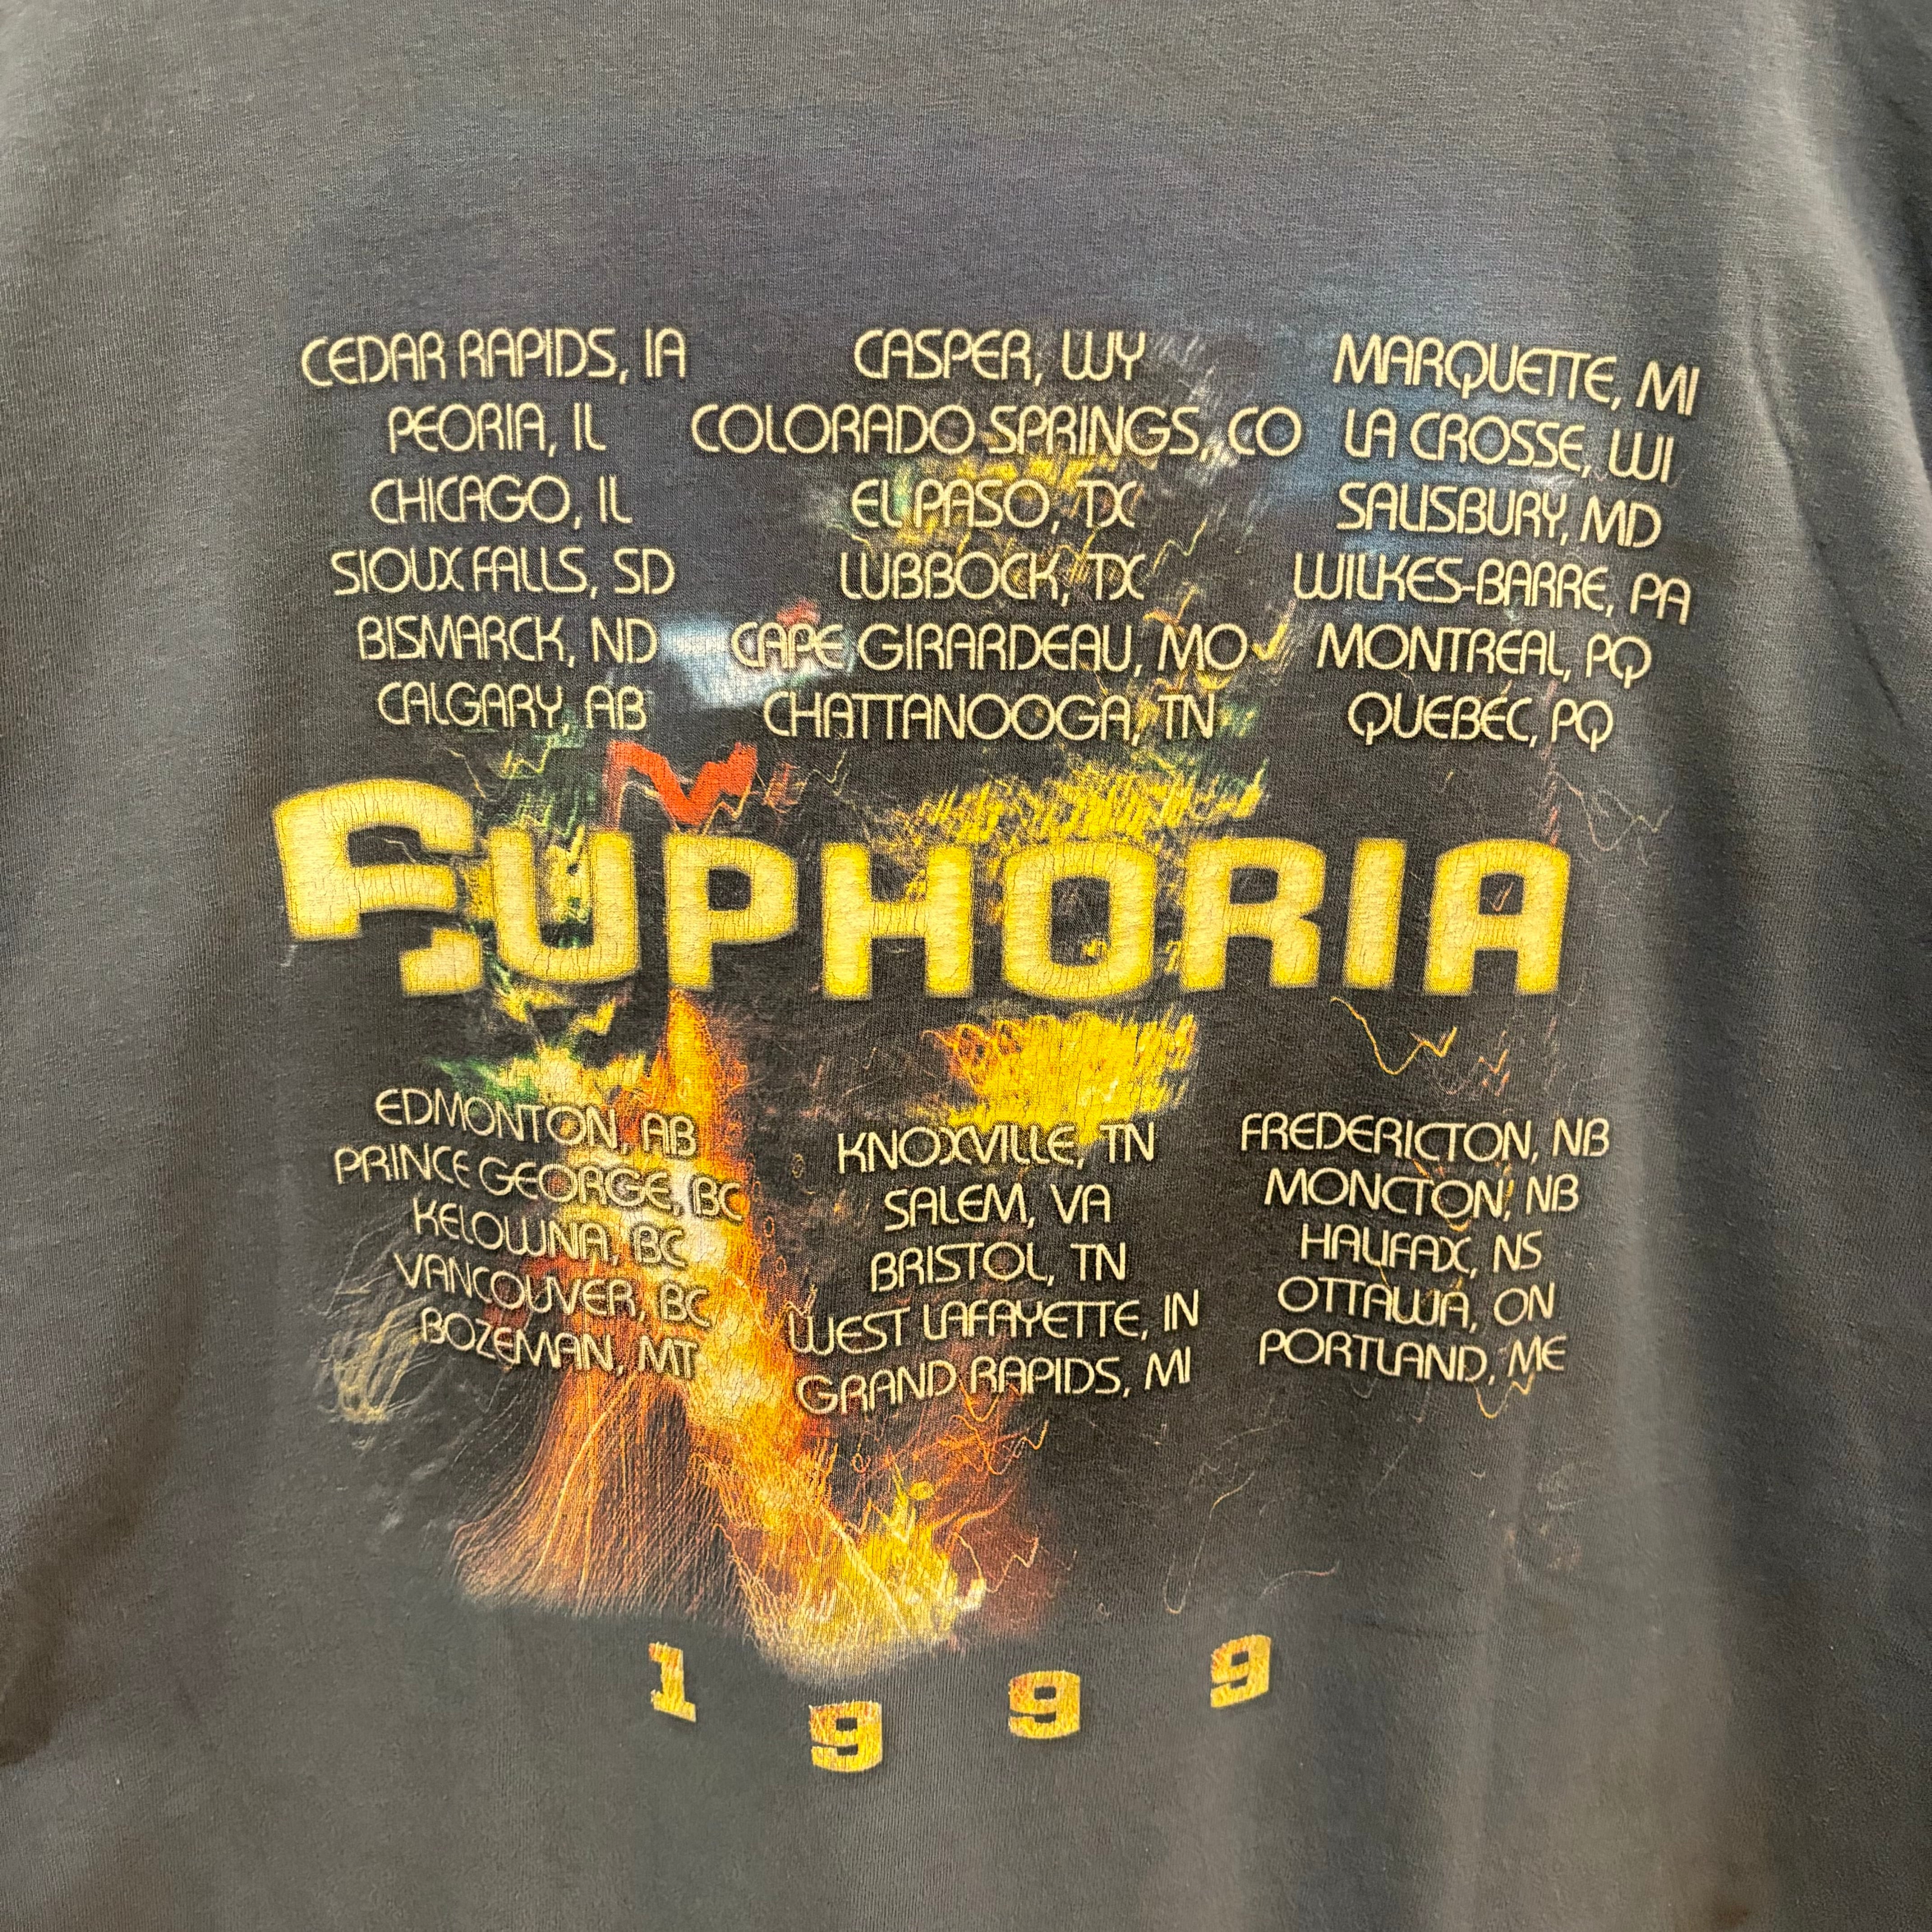 CEDAR RAPIDS, IA
PEORIA, IL
CHICAGO, IL
SIOUX FALLS, SD
BISMARCK, ND
CALGARY, AB
CASPER, WY
COLORADO SPRINGS, CO
EL PASO, TX
LUBBOCK, TX
CAPE GIRARDEAU, MO
CHATTANOOGA, TN
MARQUETTE, MI
LA CROSSE, WI
SALISBURY, MD
WILKES-BARRE, PA
MONTREAL, PQ
QUEBÉC, PQ
EUPHORIA
EDMONTON, AB
PRINCE GEORGE, BC
KELOWNA, BC
VANCOUVER, BC
BOZEMAN, MT
KNOXVILLE, TN
SALEM, VA
BRISTOL, TN
WEST LAFAYETTE, IN
GRAND RAPIDS, MI
FREDERICTON, NB
MONCTON, NB
HALIFAX, NS
OTTAWA, ON
PORTLAND, ME
1999